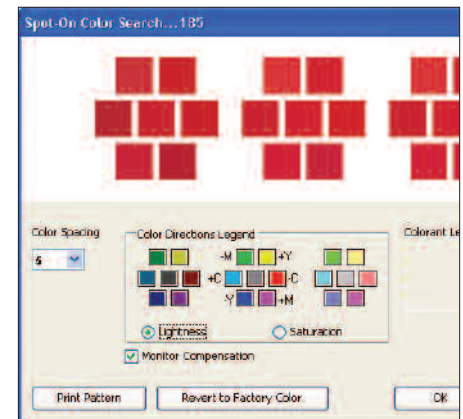 Spot-On Color Search...185
Color Spacing
Color Directions Legend
Colorant Le
-M +Y
6
+C -C
-Y +M
Lightness Saturation
Monitor Compensation
Print Pattern Revert to Factory Color OK